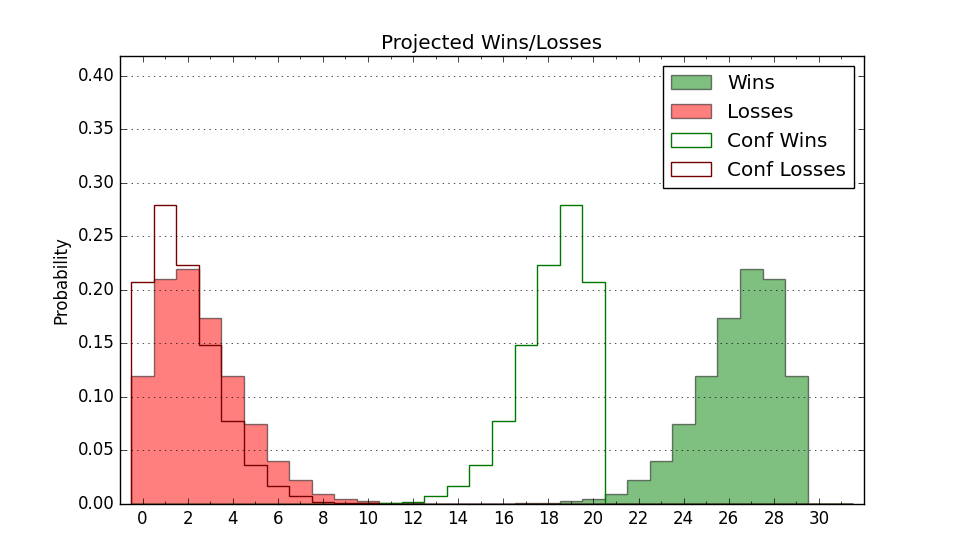 Projected Wins/Losses
0.40
0.35
0.30
0.25
0.20
0.15
0.10
0.05
0.00
Probability
Wins
Losses
Conf Wins
Conf Losses
0 2 4 6 8 10 12 14 16 18 20 22 24 26 28 30